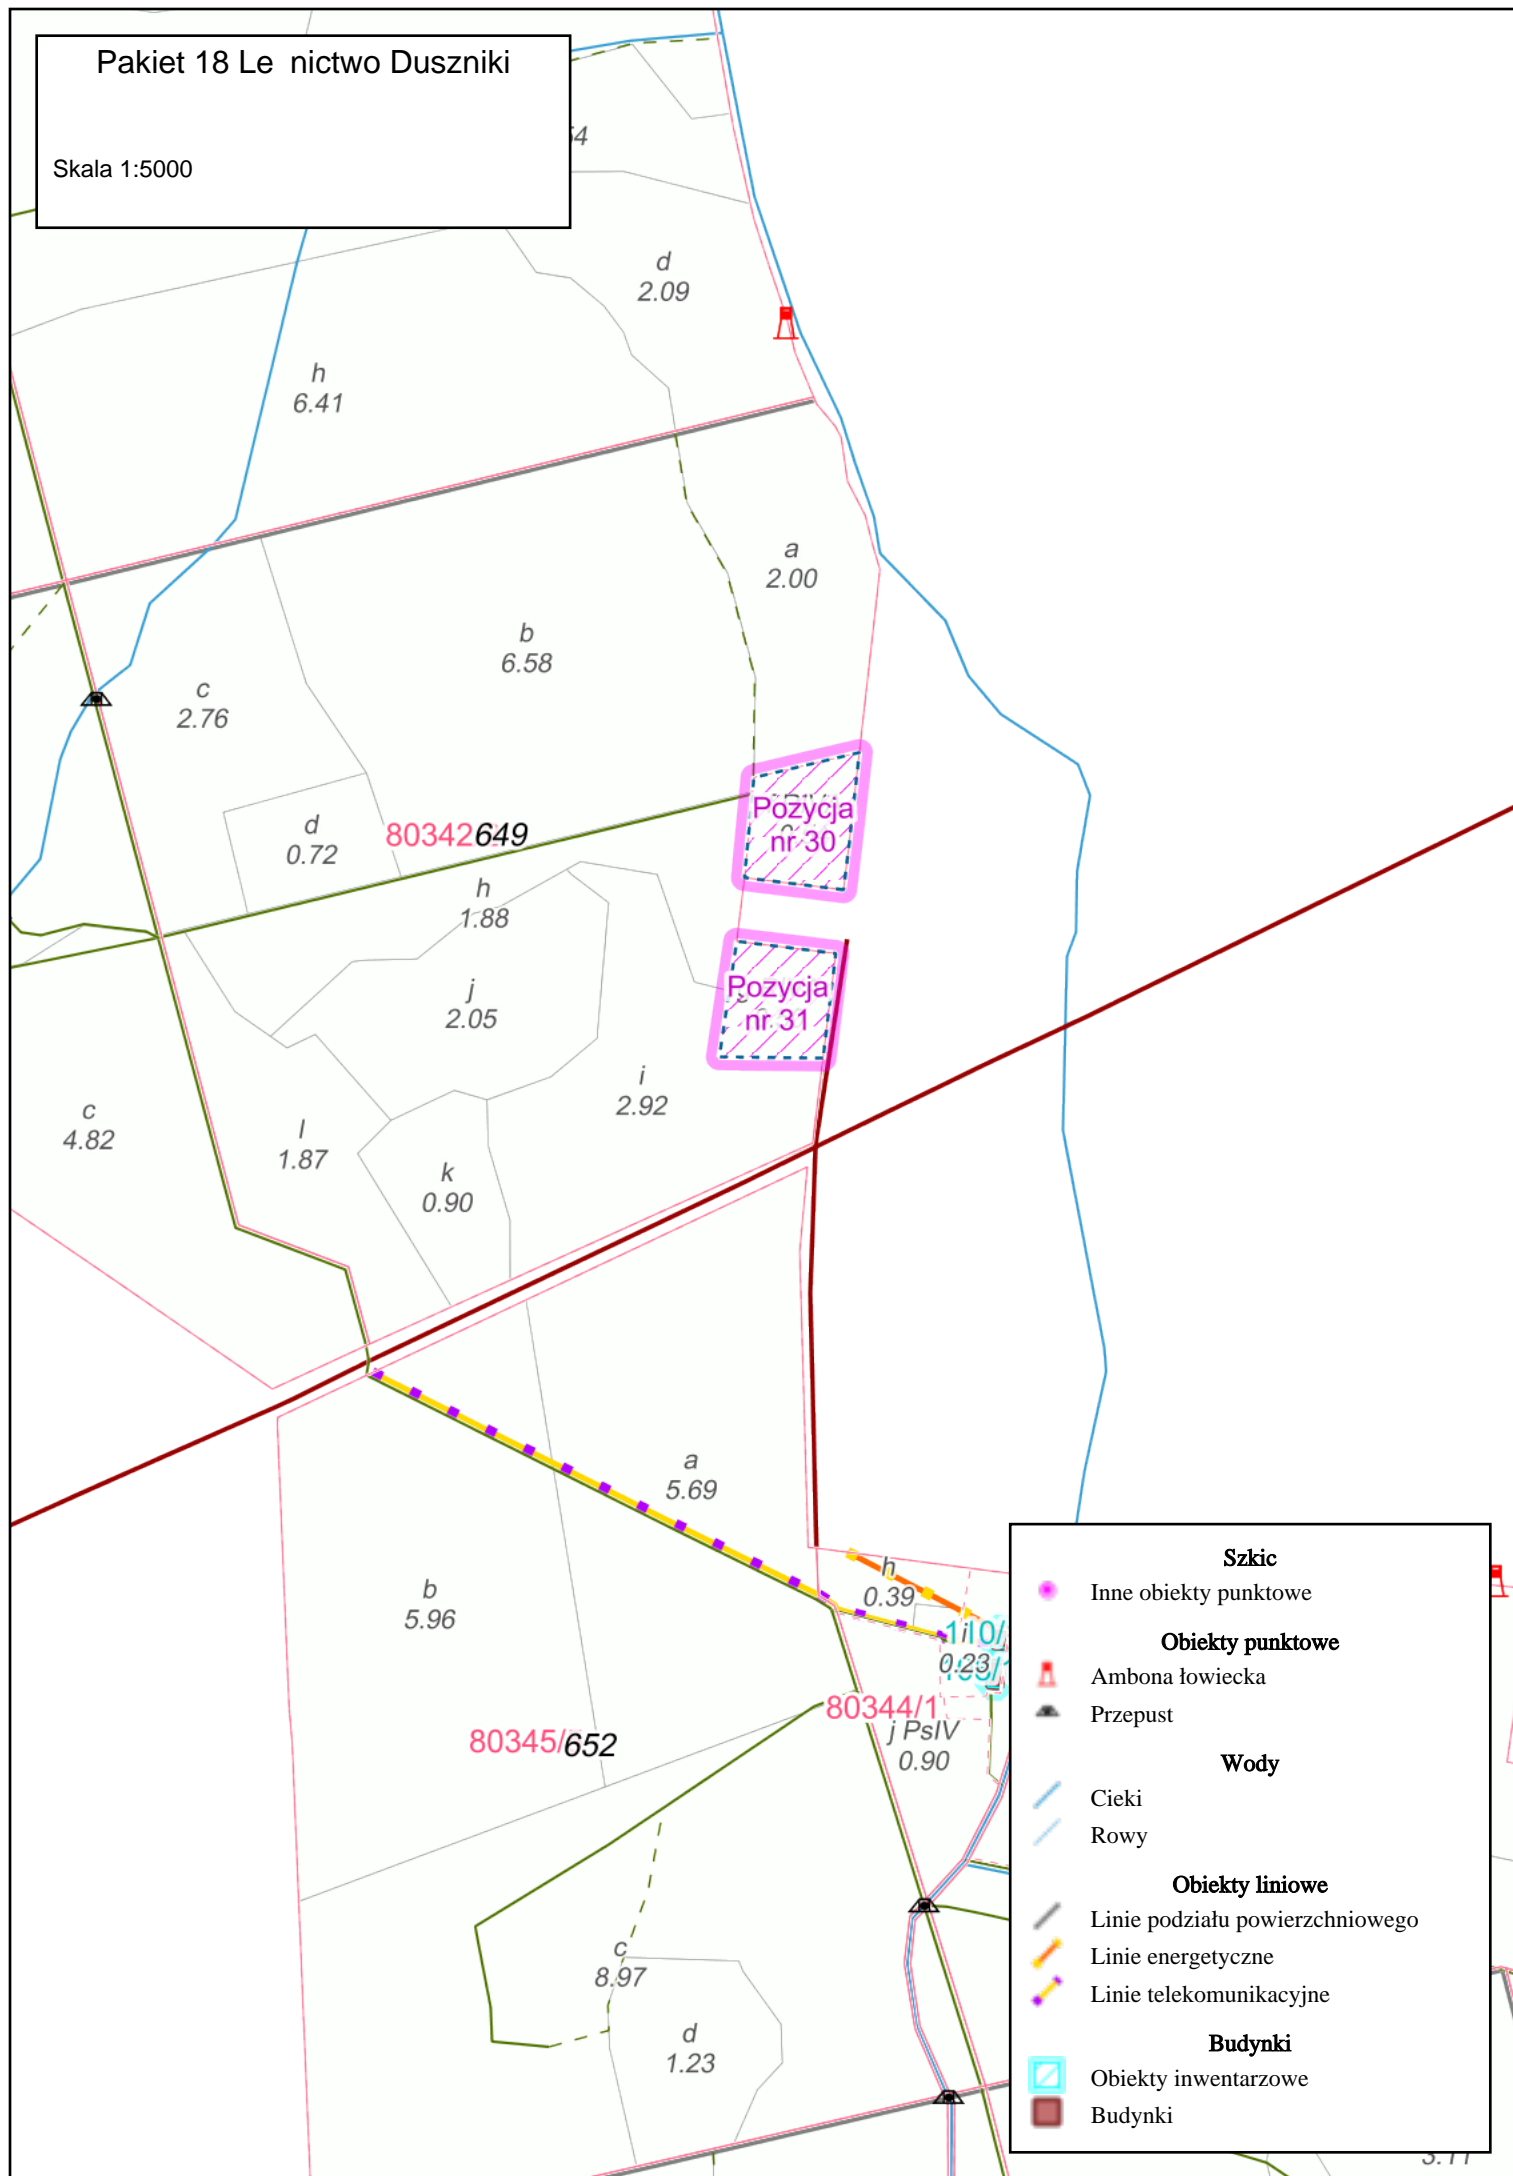 Pakiet 18 Le nictwo Duszniki
Skala 1:5000
54
d
2.09
h
6.41
a
2.00
b
6.58
c
2.76
d
0.72
80342
649
Pozycja
nr 30
h
1.88
Pozycja
nr 31
j
2.05
i
2.92
c
4.82
l
1.87
k
0.90
a
5.69
b
5.96
h
0.39
110/
i
0.23
80344/1
j PsIV
0.90
80345/
652
c
8.97
d
1.23
Szkic
Inne obiekty punktowe
Obiekty punktowe
Ambona łowiecka
Przepust
Wody
Cieki
Rowy
Obiekty liniowe
Linie podziału powierzchniowego
Linie energetyczne
Linie telekomunikacyjne
Budynki
Obiekty inwentarzowe
Budynki
3.11